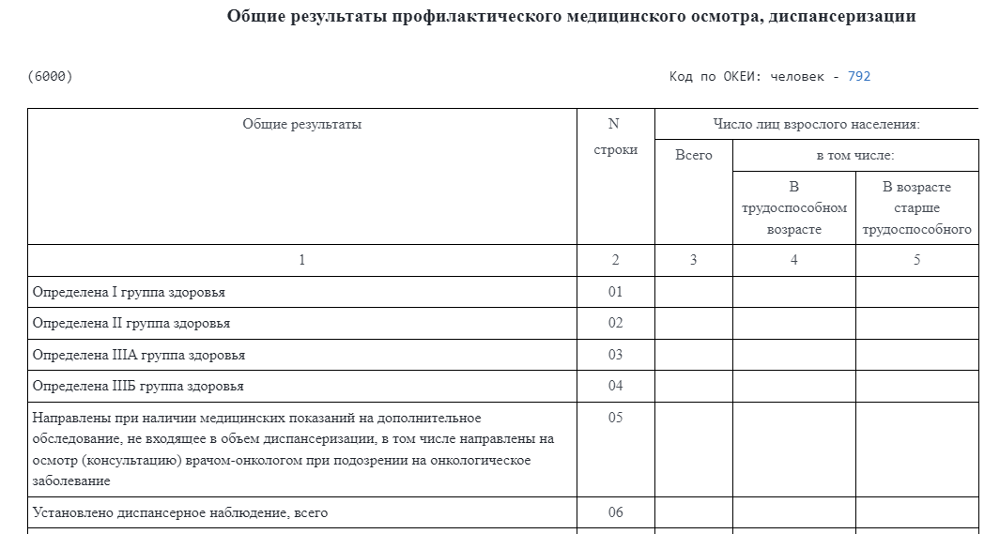 Общие результаты профилактического медицинского осмотра, диспансеризации
(6000) Код по ОКЕИ: человек - 792
Общие результаты
N
строки
Число лиц взрослого населения:
Всего
в том числе:
В
трудоспособном
возрасте
В возрасте
старше
трудоспособного
1 2 3 4 5
Определена I группа здоровья 01
Определена II группа здоровья 02
Определена IIIА группа здоровья 03
Определена IIIБ группа здоровья 04
Направлены при наличии медицинских показаний на дополнительное 05
обследование, не входящее в объем диспансеризации, в том числе направлены на
осмотр (консультацию) врачом-онкологом при подозрении на онкологическое
заболевание
Установлено диспансерное наблюдение, всего 06